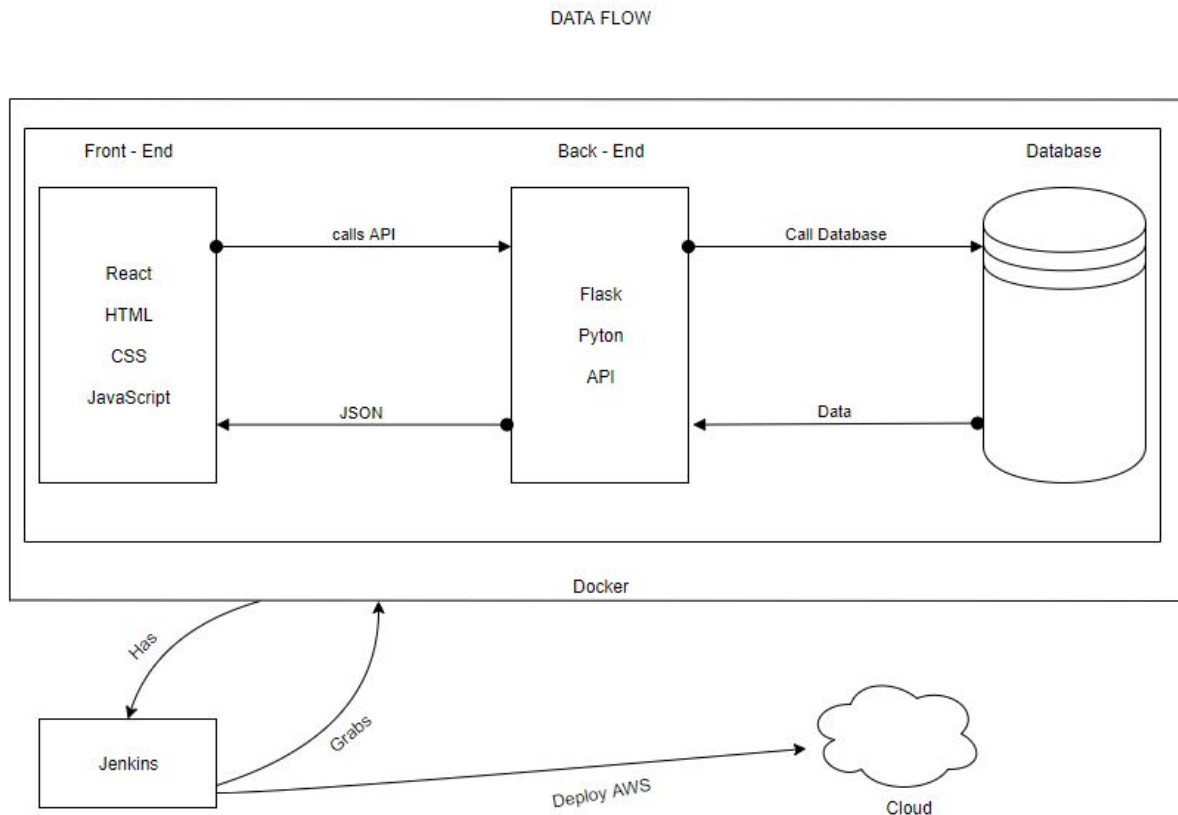 DATA FLOW
Front - End
Back - End
Database
calls API
Call Database
React
HTML
CSS
JavaScript
Flask
Pyton
API
JSON
Data
Docker
Has
Grabs
Jenkins
Deploy AWS
Cloud